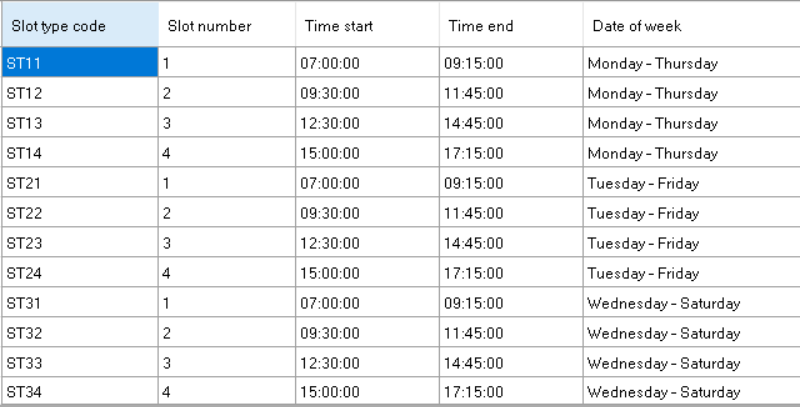 Slot type code Slot number Time start Time end Date of week
ST11 1 07:00:00 09:15:00 Monday - Thursday
ST12 2 09:30:00 11:45:00 Monday - Thursday
ST13 3 12:30:00 14:45:00 Monday - Thursday
ST14 4 15:00:00 17:15:00 Monday - Thursday
ST21 1 07:00:00 09:15:00 Tuesday - Friday
ST22 2 09:30:00 11:45:00 Tuesday - Friday
ST23 3 12:30:00 14:45:00 Tuesday - Friday
ST24 4 15:00:00 17:15:00 Tuesday - Friday
ST31 1 07:00:00 09:15:00 Wednesday - Saturday
ST32 2 09:30:00 11:45:00 Wednesday - Saturday
ST33 3 12:30:00 14:45:00 Wednesday - Saturday
ST34 4 15:00:00 17:15:00 Wednesday - Saturday